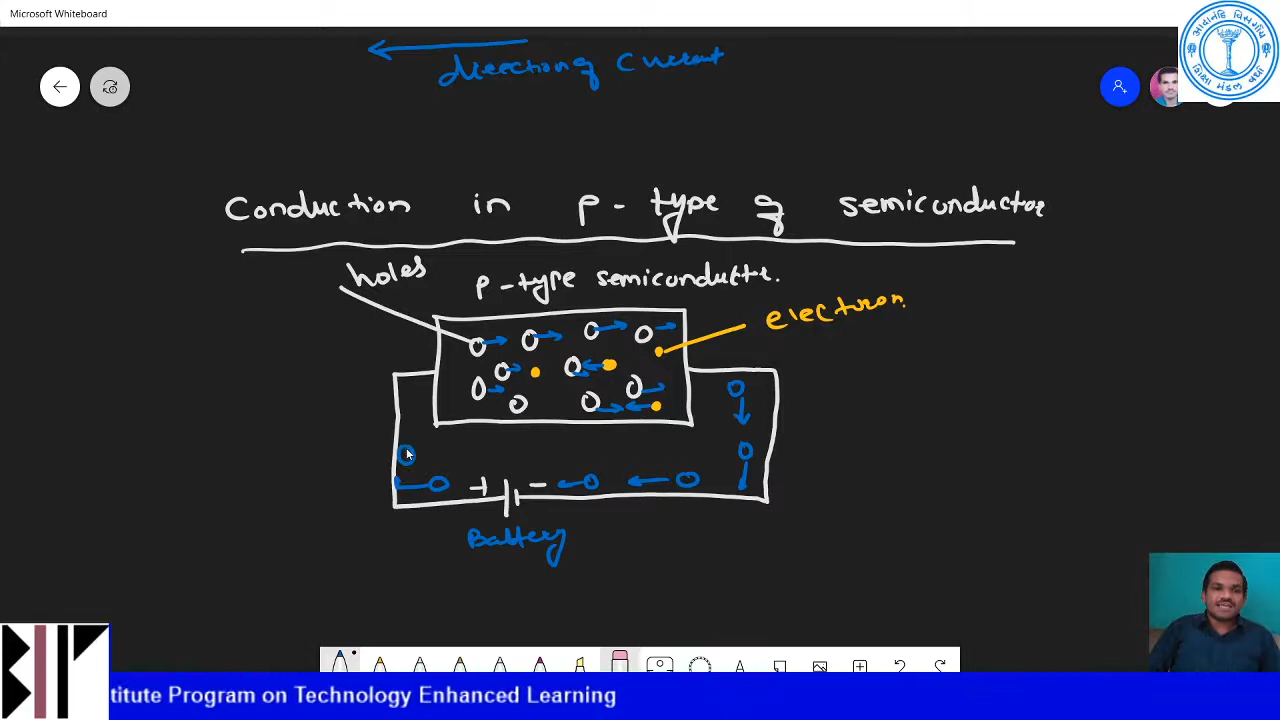 Microsoft Whiteboard
direction of Current
Conduction in p-type of semiconductor
holes
p-type semiconductor.
electron.
+ -
Battery
titute Program on Technology Enhanced Learning